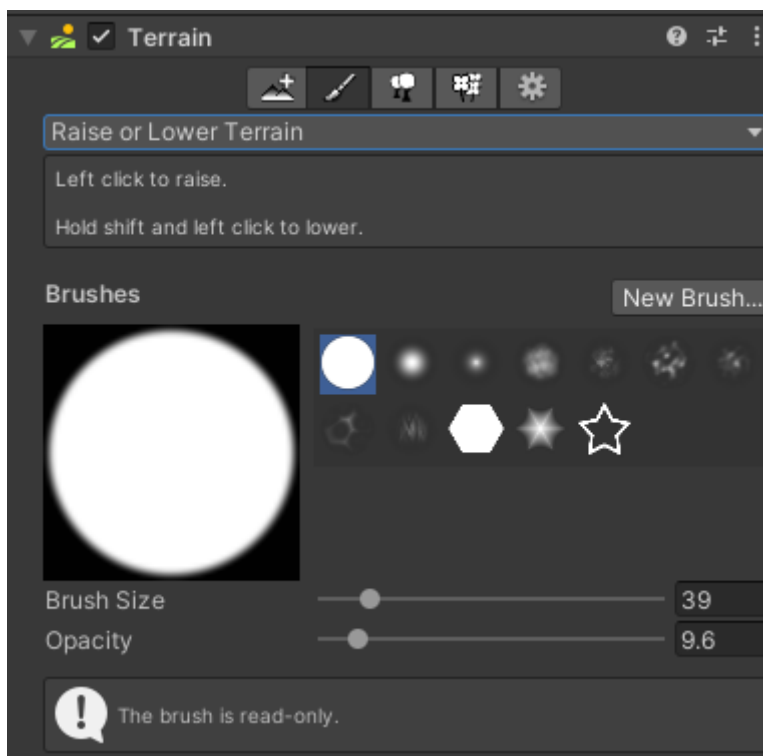 Terrain
Raise or Lower Terrain
Left click to raise.
Hold shift and left click to lower.
Brushes
New Brush...
Brush Size
39
Opacity
9.6
The brush is read-only.